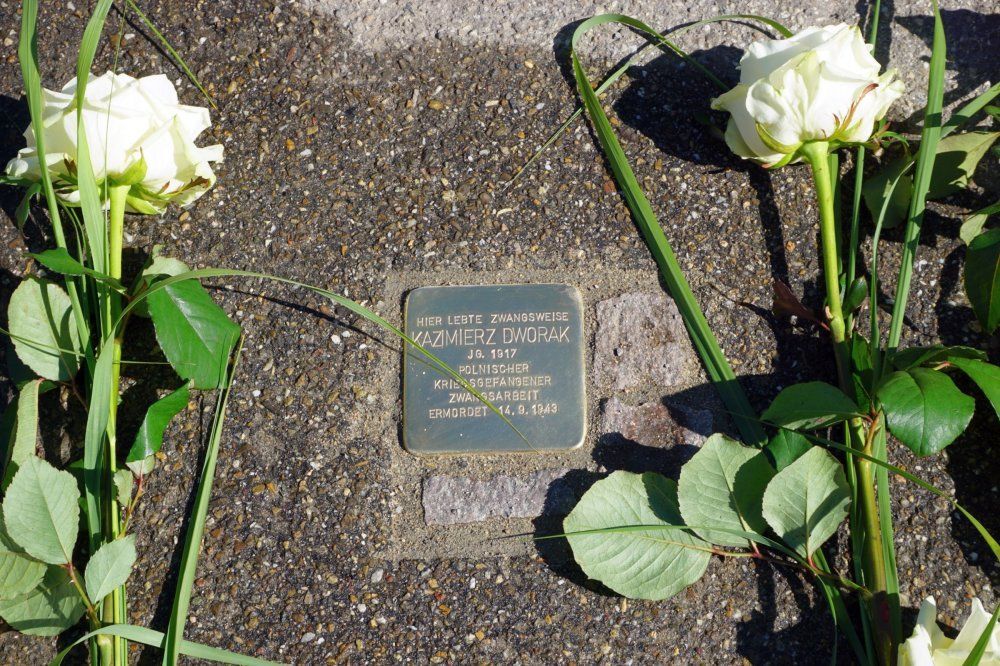 HIER LEBTE ZWANGSWEISE
KAZIMIERZ DWORAK
JG. 1917
POLNISCHER
KRIEGSGEFANGENER
ZWANGSARBEIT
ERMORDET 14.9.1943